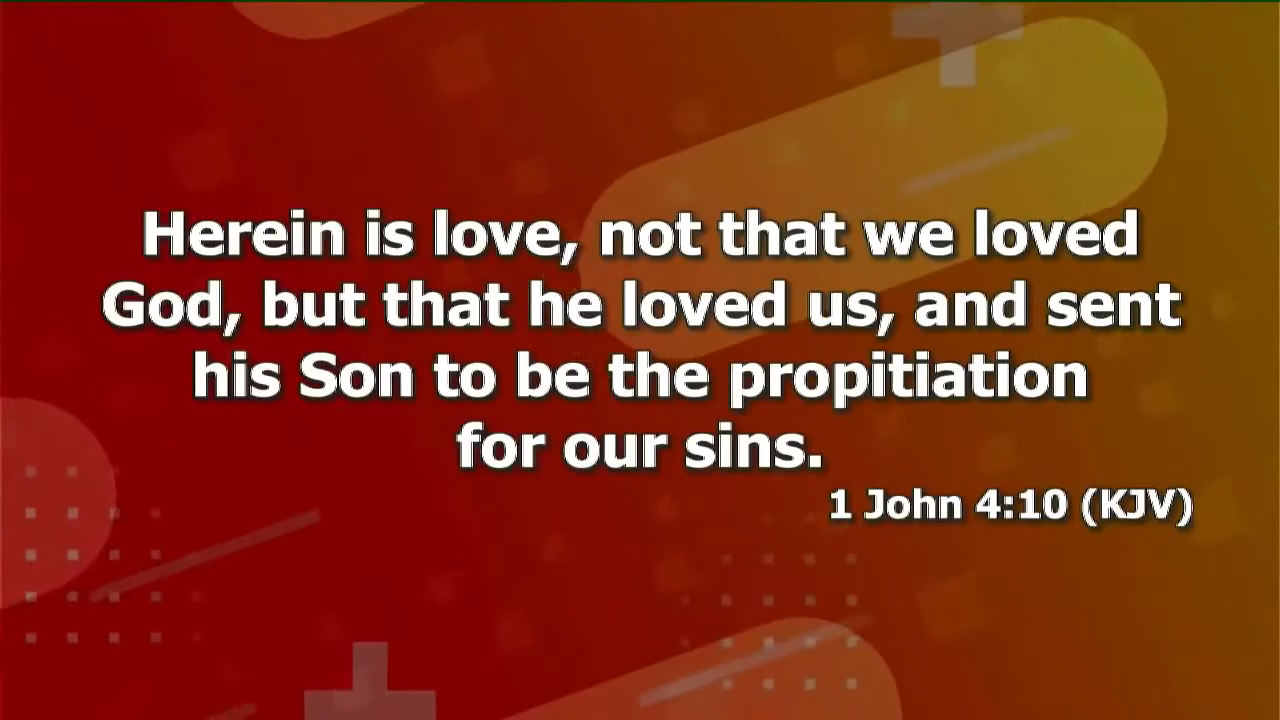 Herein is love, not that we loved
God, but that he loved us, and sent
his Son to be the propitiation
for our sins.
1 John 4:10 (KJV)